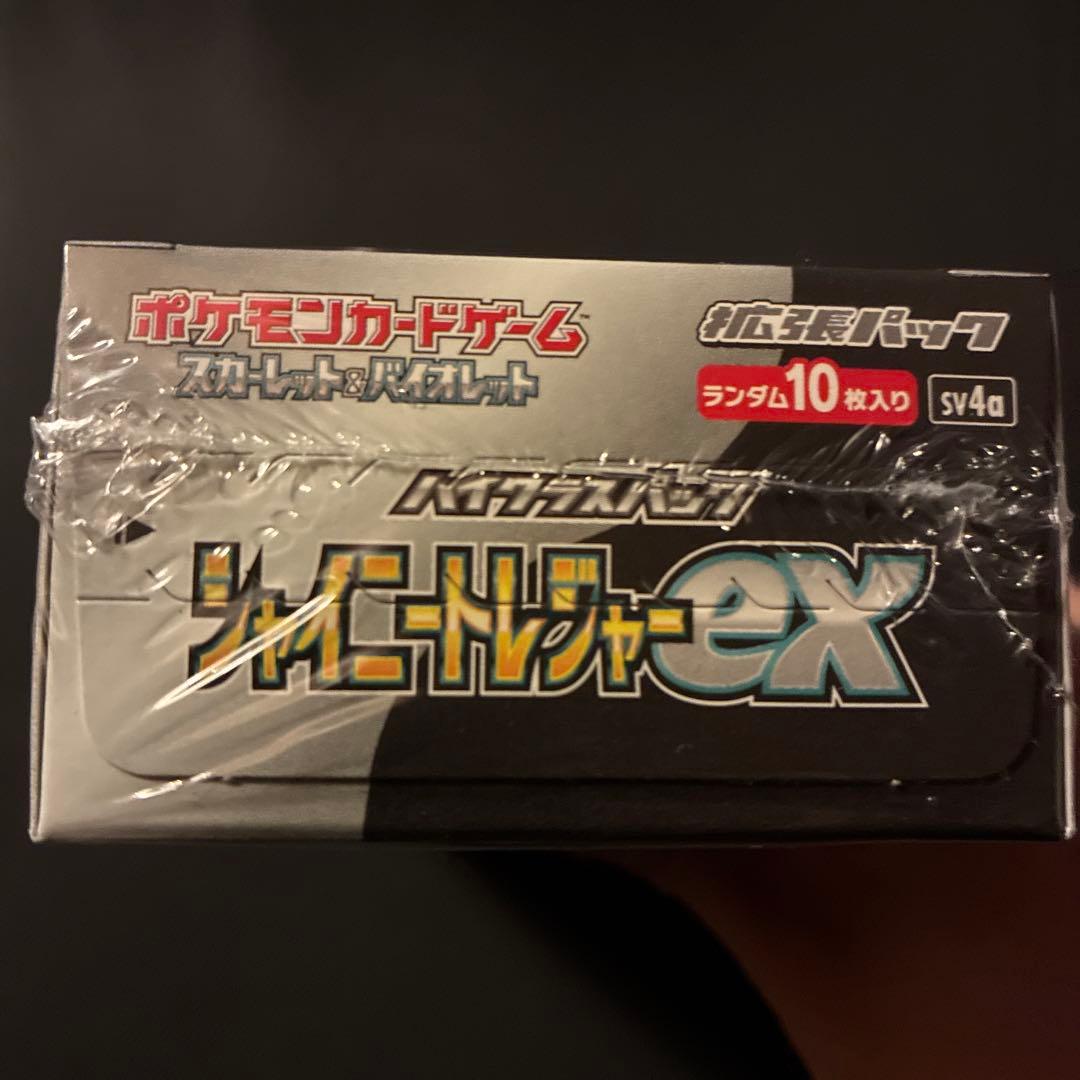 ポケモンカードゲーム™
スカーレット&バイオレット
拡張パック
ランダム10枚入り sv4a
ハイクラスパック
シャイニートレジャーex